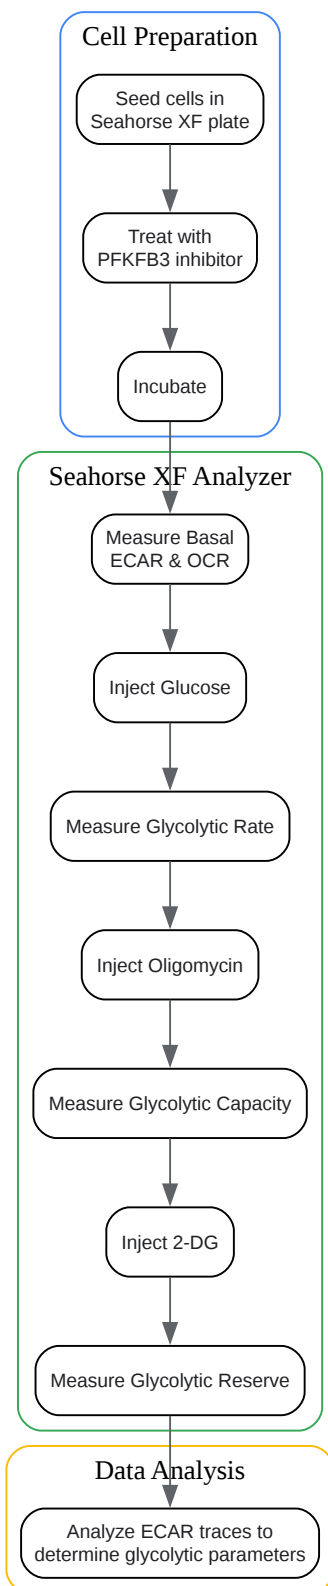 Cell Preparation
Seed cells in
Seahorse XF plate
Treat with
PFKFB3 inhibitor
Incubate
Seahorse XF Analyzer
Measure Basal
ECAR & OCR
Inject Glucose
Measure Glycolytic Rate
Inject Oligomycin
Measure Glycolytic Capacity
Inject 2-DG
Measure Glycolytic Reserve
Data Analysis
Analyze ECAR traces to
determine glycolytic parameters